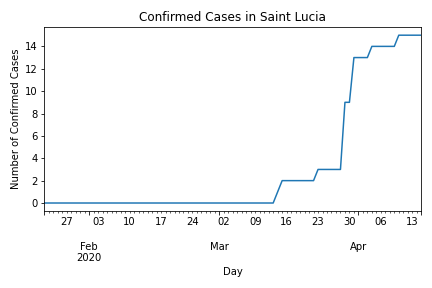 Confirmed Cases in Saint Lucia
Number of Confirmed Cases
14
12
10
8
6
4
2
0
27 03 10 17 24 02 09 16 23 30 06 13
Feb Mar Apr
2020
Day